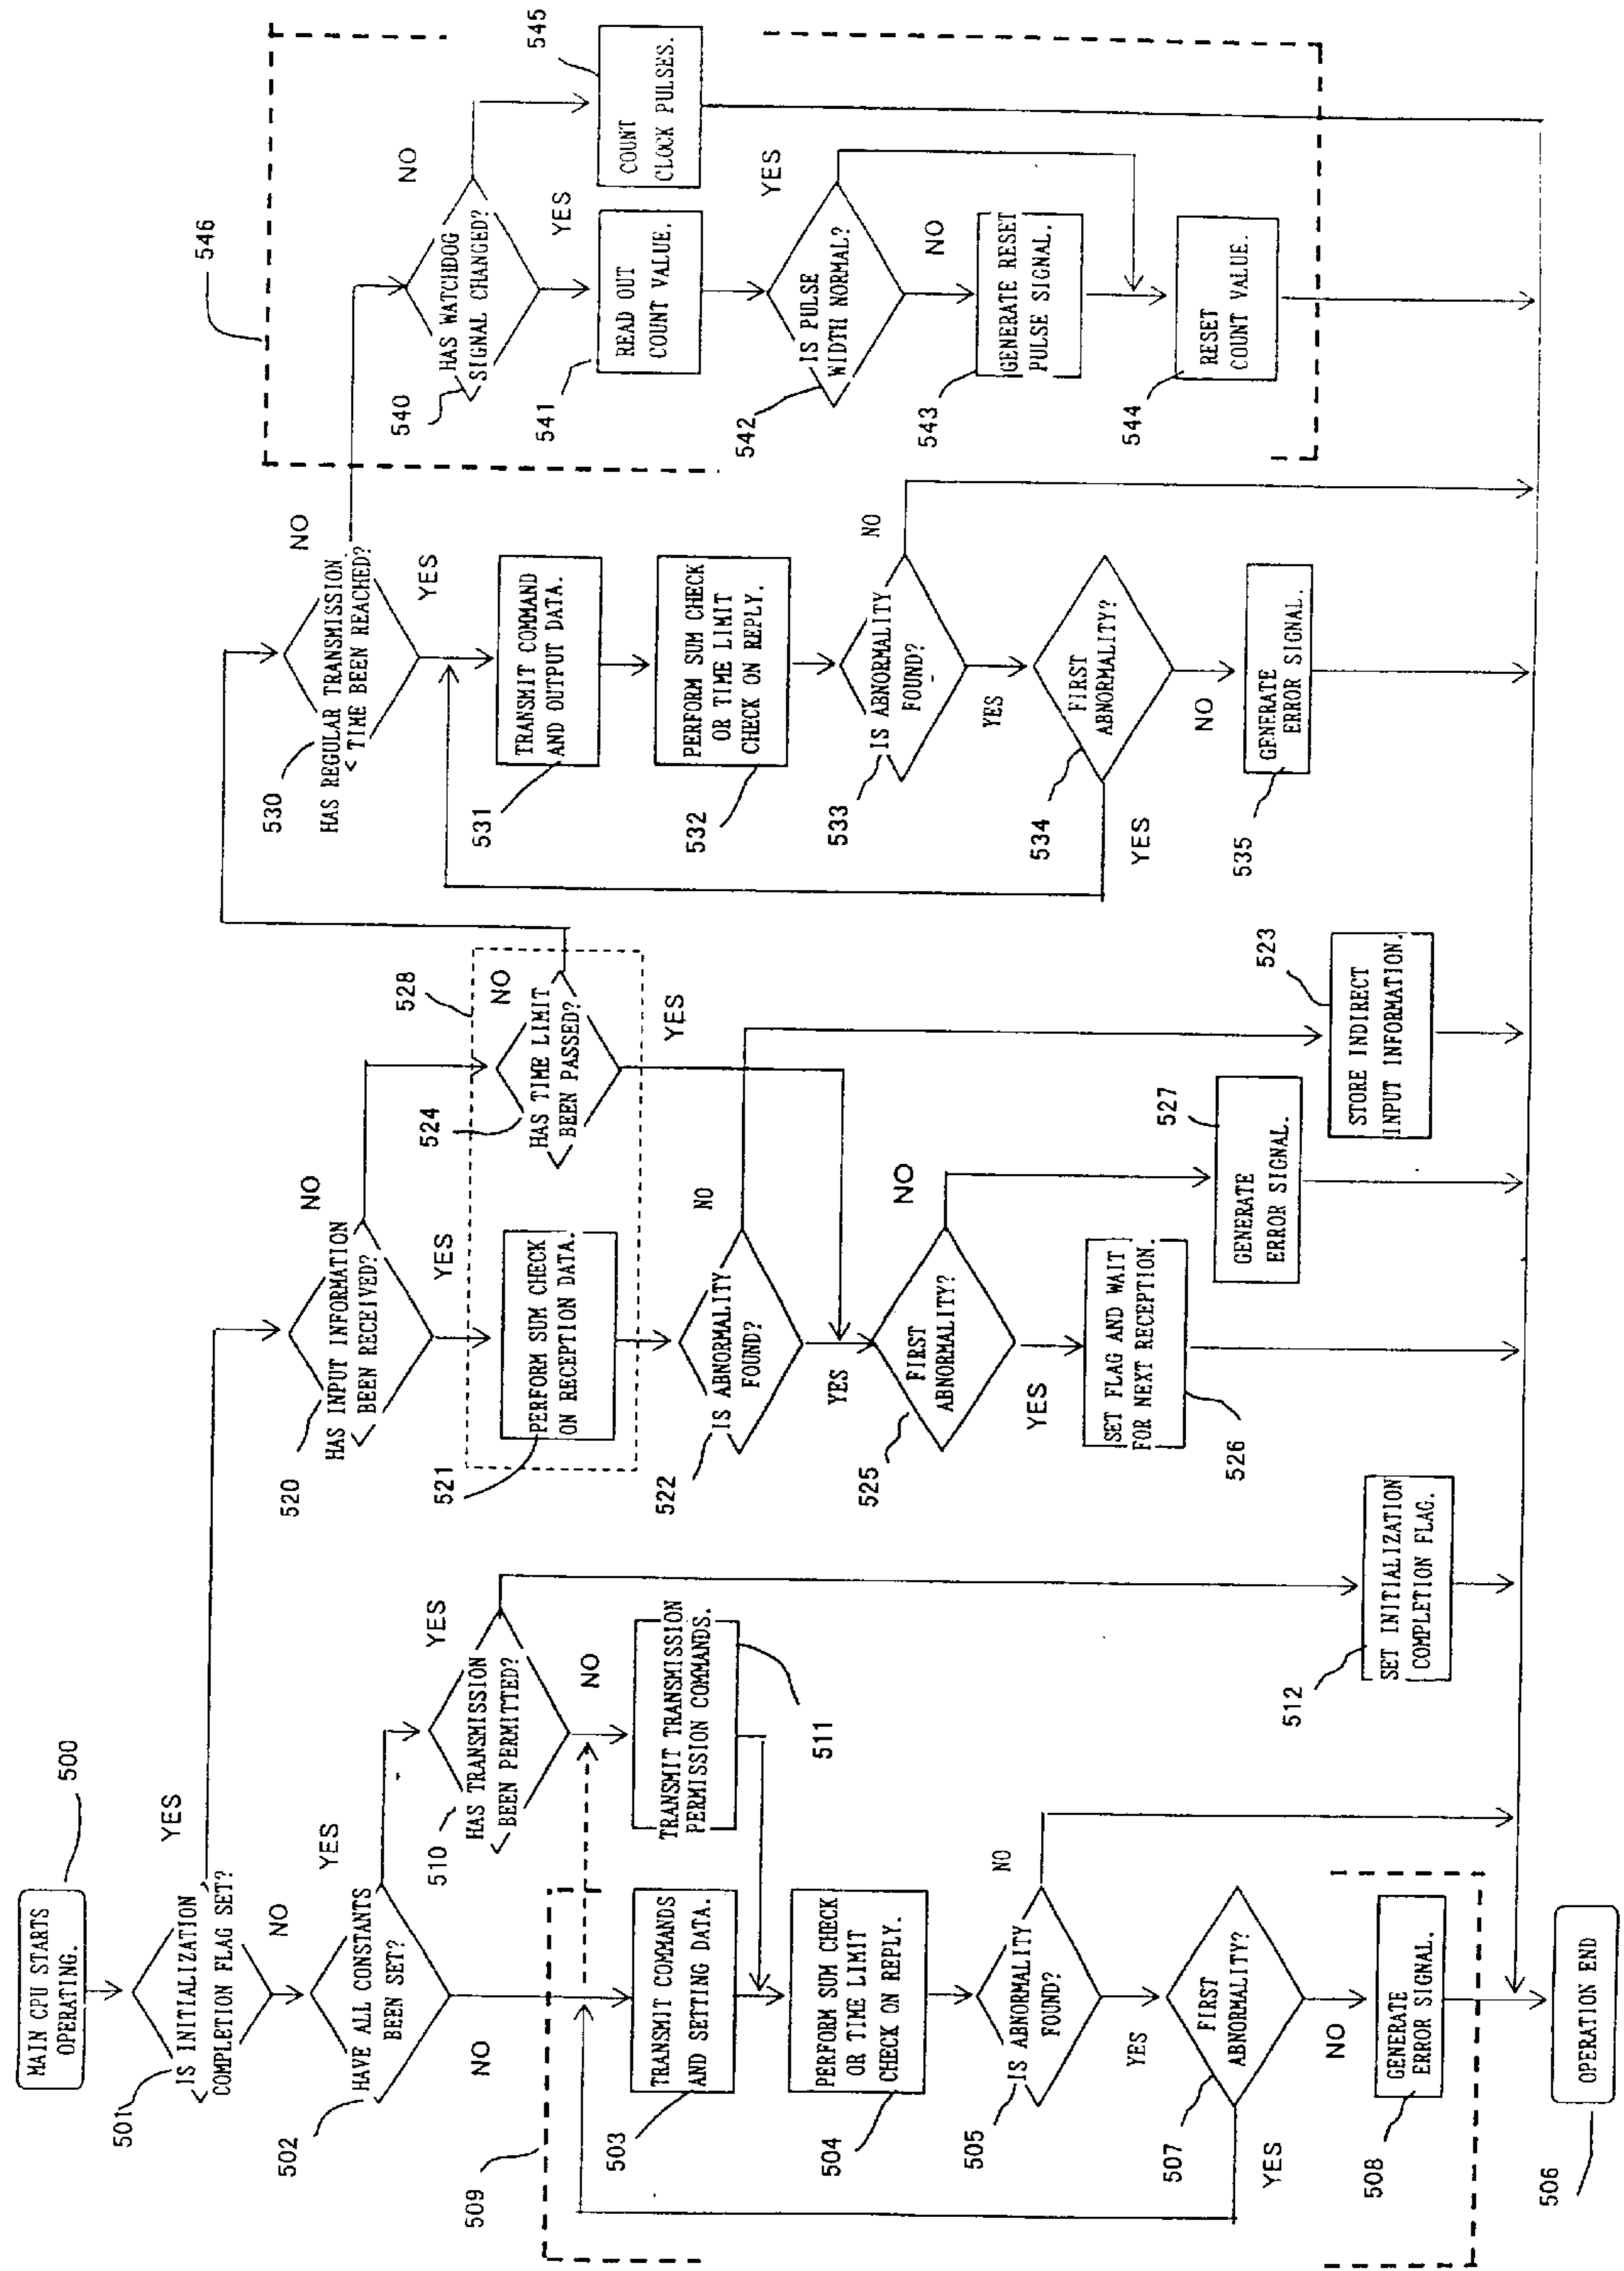 MAIN CPU STARTS
OPERATING.
500
IS INITIALIZATION
COMPLETION FLAG SET?
501
YES
NO
HAVE ALL CONSTANTS
BEEN SET?
502
YES
NO
509
TRANSMIT COMMANDS
AND SETTING DATA.
503
PERFORM SUM CHECK
OR TIME LIMIT
CHECK ON REPLY.
504
IS ABNORMALITY
FOUND?
505
NO
YES
FIRST
ABNORMALITY?
507
YES
NO
GENERATE
ERROR SIGNAL.
508
OPERATION END
506
HAS TRANSMISSION
BEEN PERMITTED?
510
YES
NO
TRANSMIT TRANSMISSION
PERMISSION COMMANDS.
511
SET INITIALIZATION
COMPLETION FLAG.
512
HAS INPUT INFORMATION
BEEN RECEIVED?
520
NO
YES
528
PERFORM SUM CHECK
ON RECEPTION DATA.
521
HAS TIME LIMIT
BEEN PASSED?
524
NO
YES
IS ABNORMALITY
FOUND?
522
NO
YES
FIRST
ABNORMALITY?
525
NO
YES
SET FLAG AND WAIT
FOR NEXT RECEPTION.
526
GENERATE
ERROR SIGNAL.
527
STORE INDIRECT
INPUT INFORMATION.
523
HAS REGULAR TRANSMISSION
TIME BEEN REACHED?
530
NO
YES
TRANSMIT COMMAND
AND OUTPUT DATA.
531
PERFORM SUM CHECK
OR TIME LIMIT
CHECK ON REPLY.
532
IS ABNORMALITY
FOUND?
533
NO
YES
FIRST
ABNORMALITY?
534
YES
NO
GENERATE
ERROR SIGNAL.
535
546
HAS WATCHDOG
SIGNAL CHANGED?
540
NO
YES
READ OUT
COUNT VALUE.
541
COUNT
CLOCK PULSES.
545
IS PULSE
WIDTH NORMAL?
542
YES
NO
GENERATE RESET
PULSE SIGNAL.
543
RESET
COUNT VALUE.
544